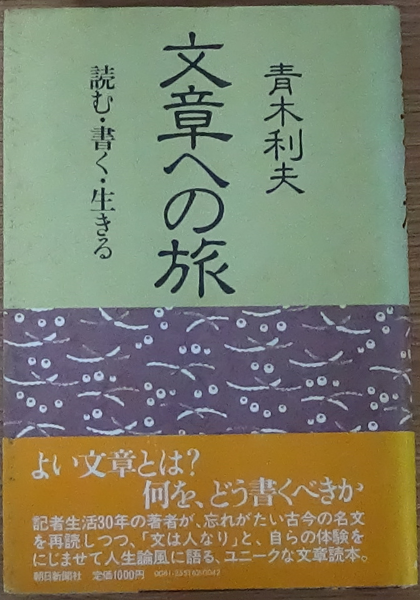 青木利夫
文章への旅
読む・書く・生きる
よい文章とは?
何を、どう書くべきか
記者生活30年の著者が、忘れがたい古今の名文
を再読しつつ、「文は人なり」と、自らの体験を
にじませて人生論風に語る、ユニークな文章読本。
朝日新聞社 定価1000円